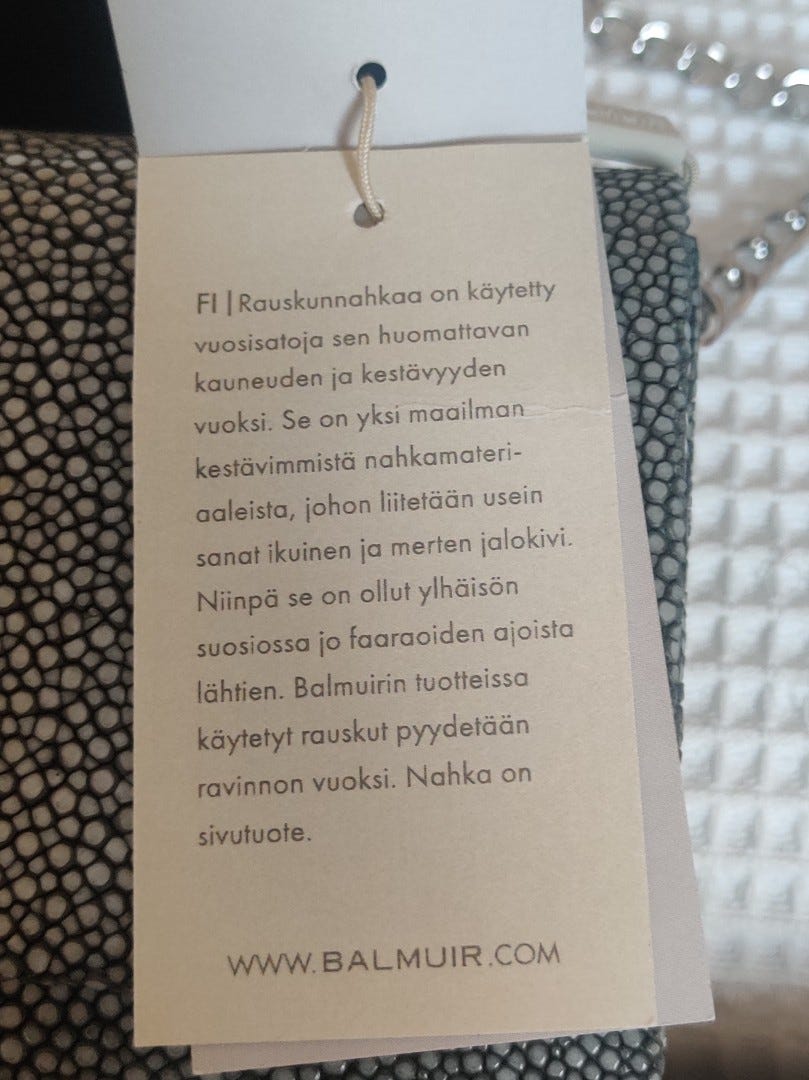 FI | Rauskunnahkaa on käytetty
vuosisatoja sen huomattavan
kauneuden ja kestävyyden
vuoksi. Se on yksi maailman
kestävimmistä nahkamateri-
aaleista, johon liitetään usein
sanat ikuinen ja merten jalokivi.
Niinpä se on ollut ylhäisön
suosiossa jo faaraoiden ajoista
lähtien. Balmuirin tuotteissa
käytetyt rauskut pyydetään
ravinnon vuoksi. Nahka on
sivutuote.
WWW.BALMUIR.COM